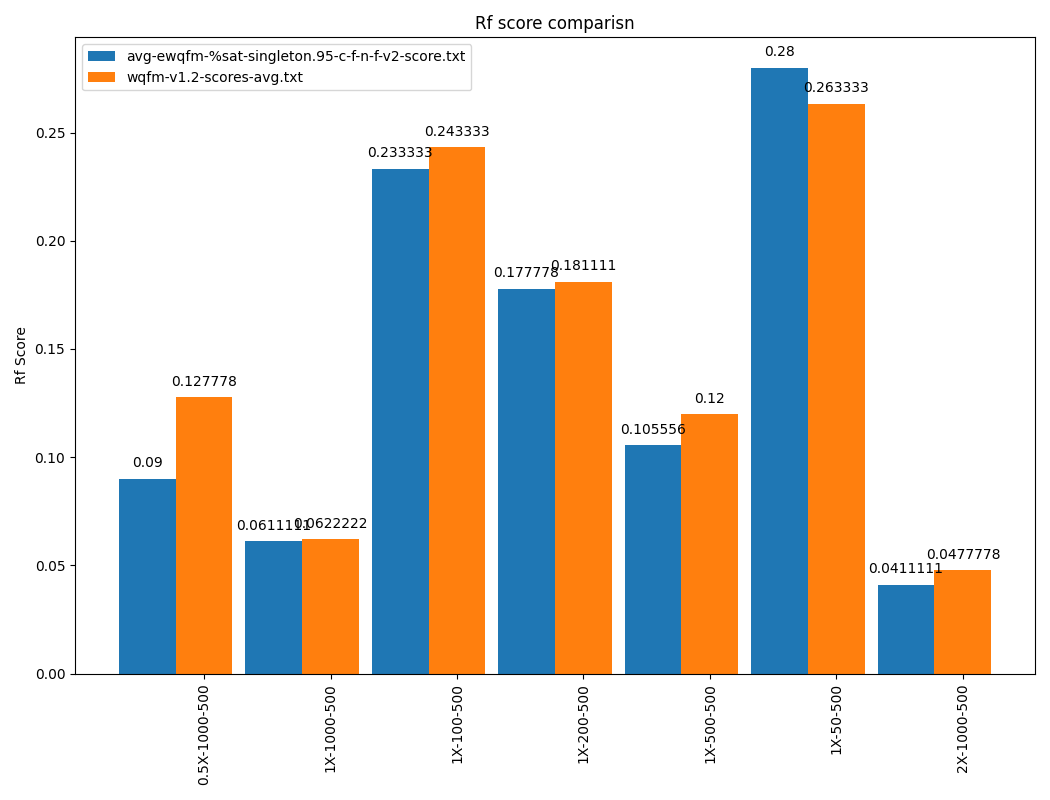 Rf score comparisn
avg-ewqfm-%sat-singleton.95-c-f-n-f-v2-score.txt
wqfm-v1.2-scores-avg.txt
Rf Score
0.25
0.20
0.15
0.10
0.05
0.00
0.09
0.127778
0.0611111
0.0622222
0.233333
0.243333
0.177778
0.181111
0.105556
0.12
0.28
0.263333
0.0411111
0.0477778
0.5X-1000-500
1X-1000-500
1X-100-500
1X-200-500
1X-500-500
1X-50-500
2X-1000-500